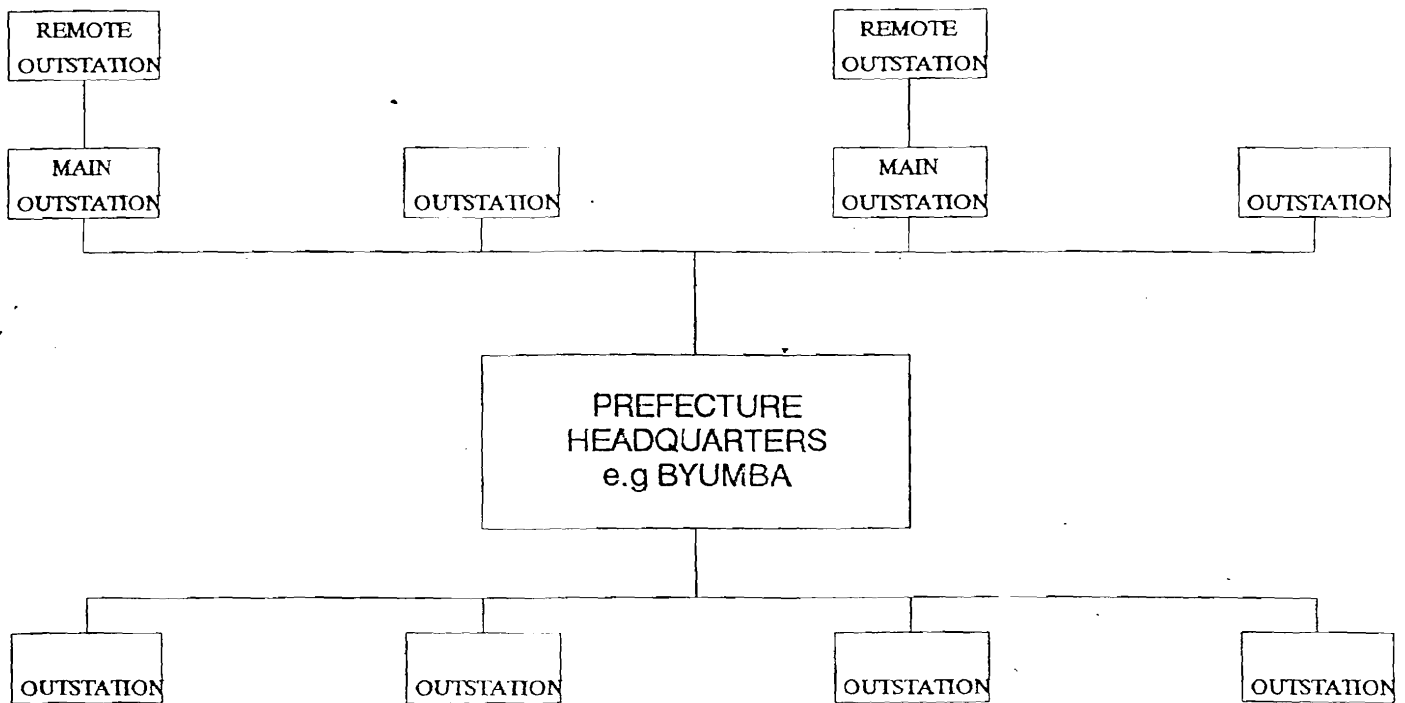 REMOTE
OUTSTATION
REMOTE
OUTSTATION
MAIN
OUTSTATION
OUTSTATION
MAIN
OUTSTATION
OUTSTATION
PREFECTURE
HEADQUARTERS
e.g BYUMBA
OUTSTATION
OUTSTATION
OUTSTATION
OUTSTATION